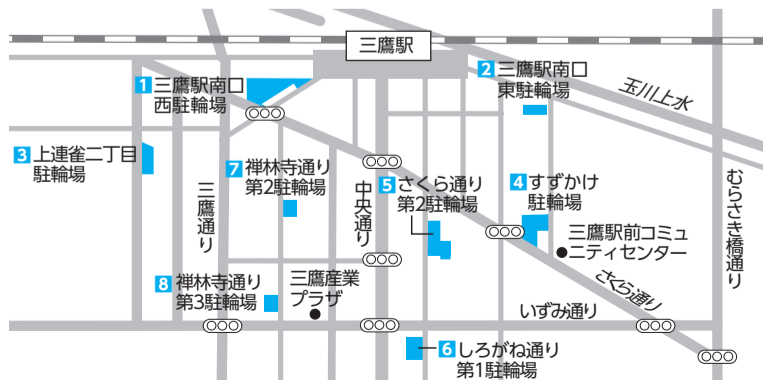 三鷹駅
1 三鷹駅南口
西駐輪場
2 三鷹駅南口
東駐輪場
玉川上水
3 上連雀二丁目
駐輪場
7 禅林寺通り
第2駐輪場
三鷹通り
中央通り
5 さくら通り
第2駐輪場
4 すずかけ
駐輪場
むらさき橋通り
三鷹駅前コミュ
ニティセンター
8 禅林寺通り
第3駐輪場
三鷹産業
プラザ
さくら通り
いずみ通り
6 しろがね通り
第1駐輪場